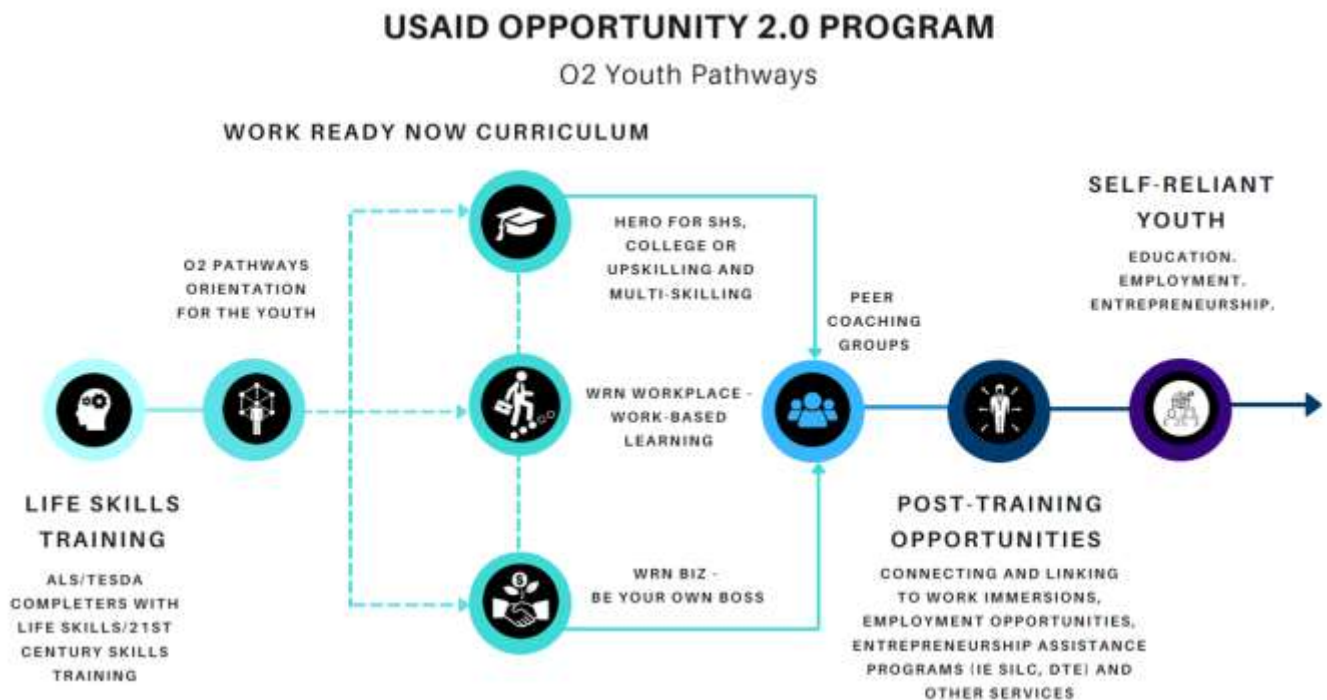 USAID OPPORTUNITY 2.0 PROGRAM
O2 Youth Pathways
WORK READY NOW CURRICULUM
SELF-RELIANT
YOUTH
EDUCATION.
EMPLOYMENT.
ENTREPRENEURSHIP.
HERO FOR SHS,
COLLEGE OR
UPSKILLING AND
MULTI-SKILLING
O2 PATHWAYS
ORIENTATION
FOR THE YOUTH
PEER
COACHING
GROUPS
WRN WORKPLACE -
WORK-BASED
LEARNING
LIFE SKILLS
TRAINING
ALS/TESDA
COMPLETERS WITH
LIFE SKILLS/21ST
CENTURY SKILLS
TRAINING
WRN BIZ -
BE YOUR OWN BOSS
POST-TRAINING
OPPORTUNITIES
CONNECTING AND LINKING
TO WORK IMMERSIONS,
EMPLOYMENT OPPORTUNITIES,
ENTREPRENEURSHIP ASSISTANCE
PROGRAMS (IE SILC, DTE) AND
OTHER SERVICES